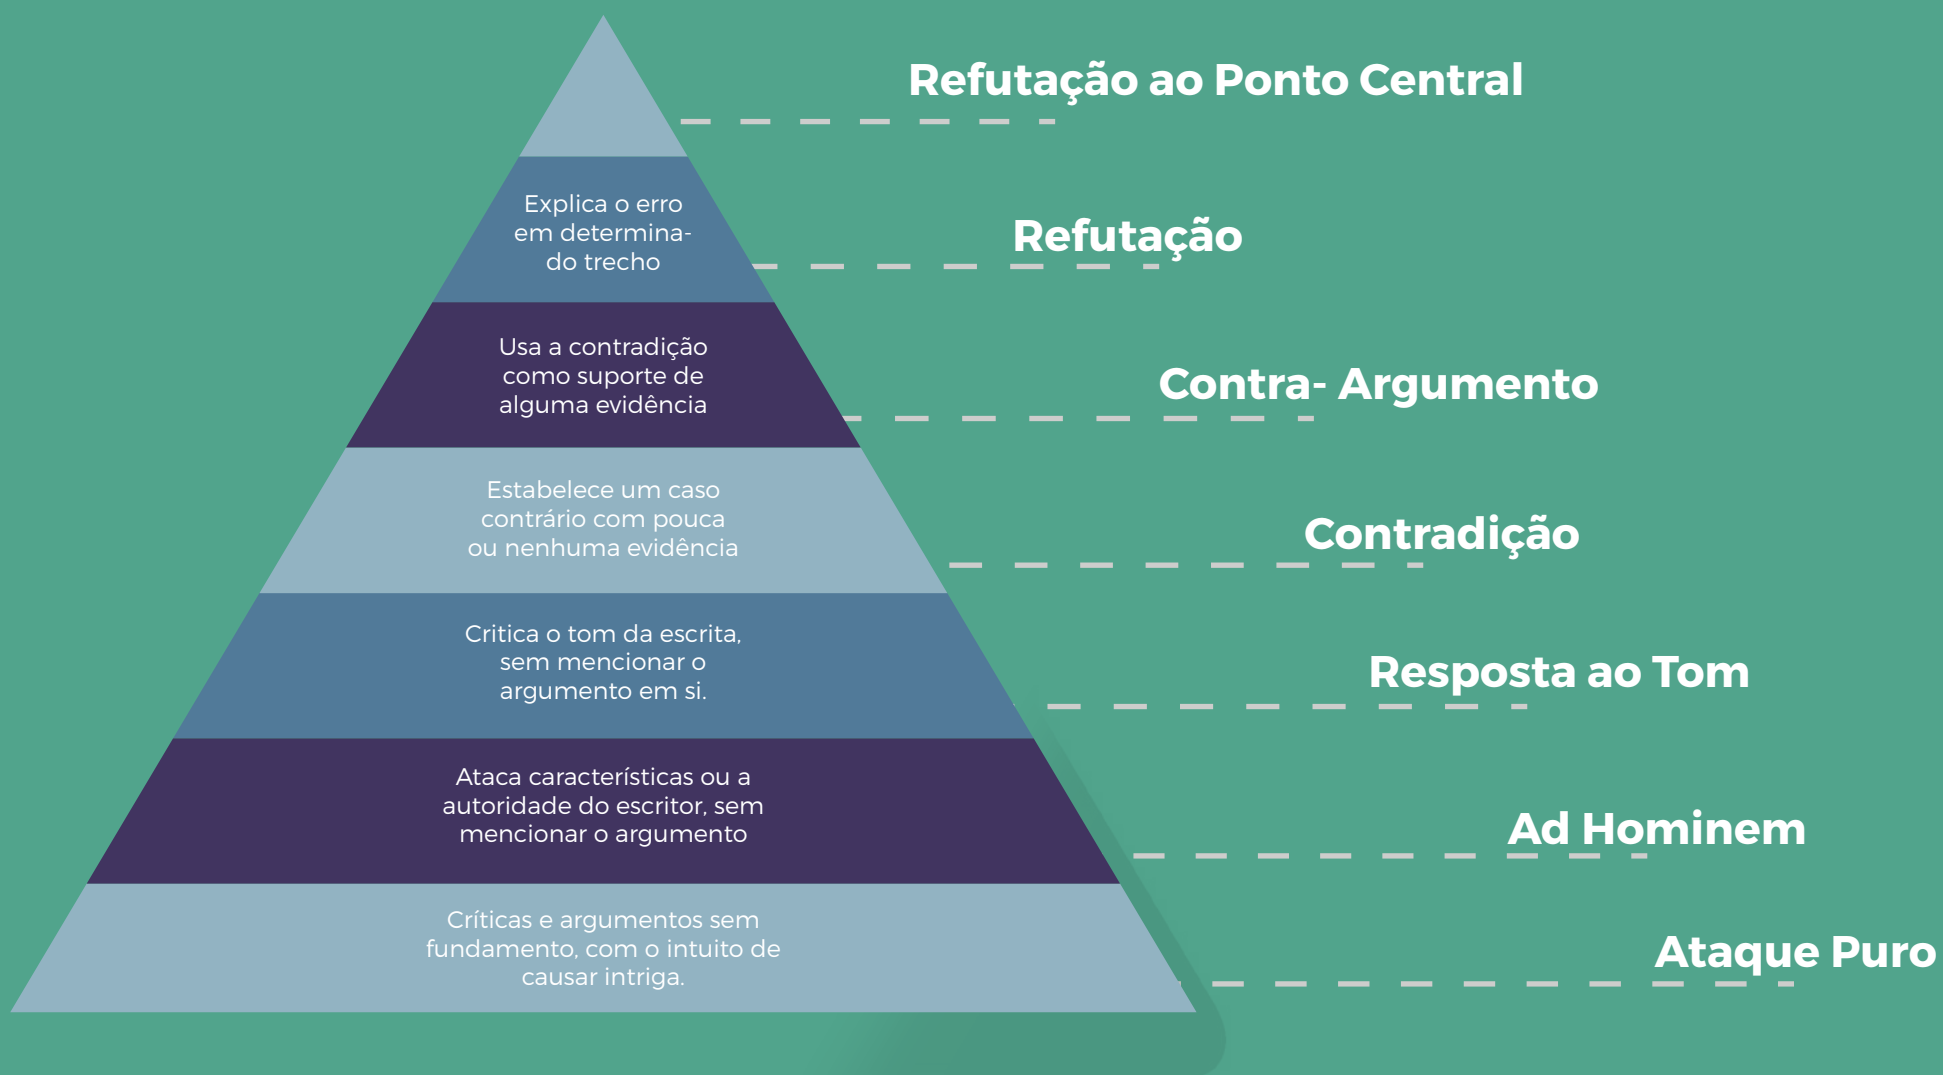 Refutação ao Ponto Central
Explica o erro
em determina-
do trecho
Refutação
Usa a contradição
como suporte de
alguma evidência
Contra- Argumento
Estabelece um caso
contrário com pouca
ou nenhuma evidência
Contradição
Critica o tom da escrita,
sem mencionar o
argumento em si.
Resposta ao Tom
Ataca características ou a
autoridade do escritor, sem
mencionar o argumento
Ad Hominem
Críticas e argumentos sem
fundamento, com o intuito de
causar intriga.
Ataque Puro